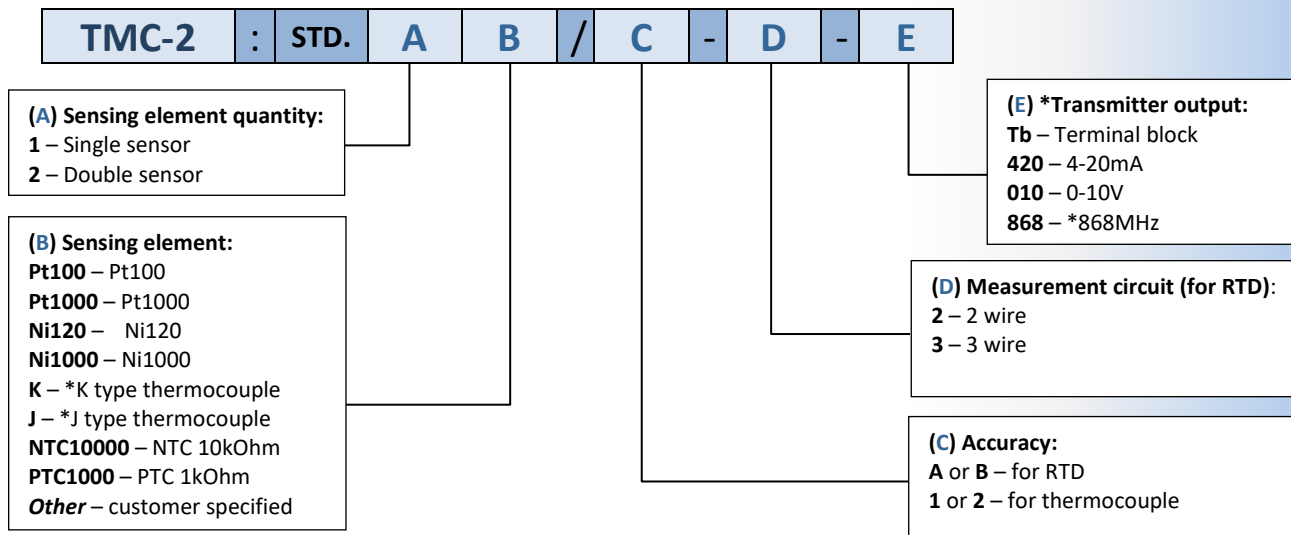 TMC-2 : STD. A B / C - D - E
(A) Sensing element quantity:
1 – Single sensor
2 – Double sensor
(B) Sensing element:
Pt100 – Pt100
Pt1000 – Pt1000
Ni120 – Ni120
Ni1000 – Ni1000
K – *K type thermocouple
J – *J type thermocouple
NTC10000 – NTC 10kOhm
PTC1000 – PTC 1kOhm
Other – customer specified
(E) *Transmitter output:
Tb – Terminal block
420 – 4-20mA
010 – 0-10V
868 – *868MHz
(D) Measurement circuit (for RTD):
2 – 2 wire
3 – 3 wire
(C) Accuracy:
A or B – for RTD
1 or 2 – for thermocouple